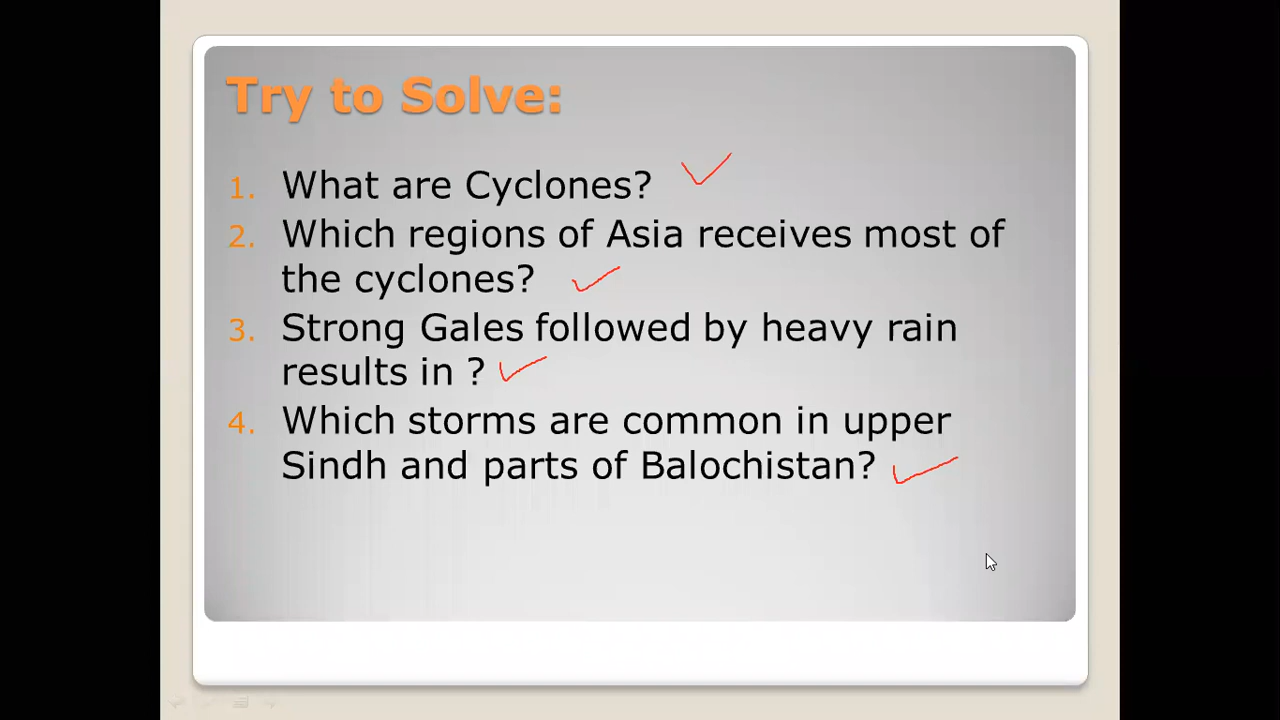 Try to Solve:
1. What are Cyclones?
2. Which regions of Asia receives most of
the cyclones?
3. Strong Gales followed by heavy rain
results in ?
4. Which storms are common in upper
Sindh and parts of Balochistan?